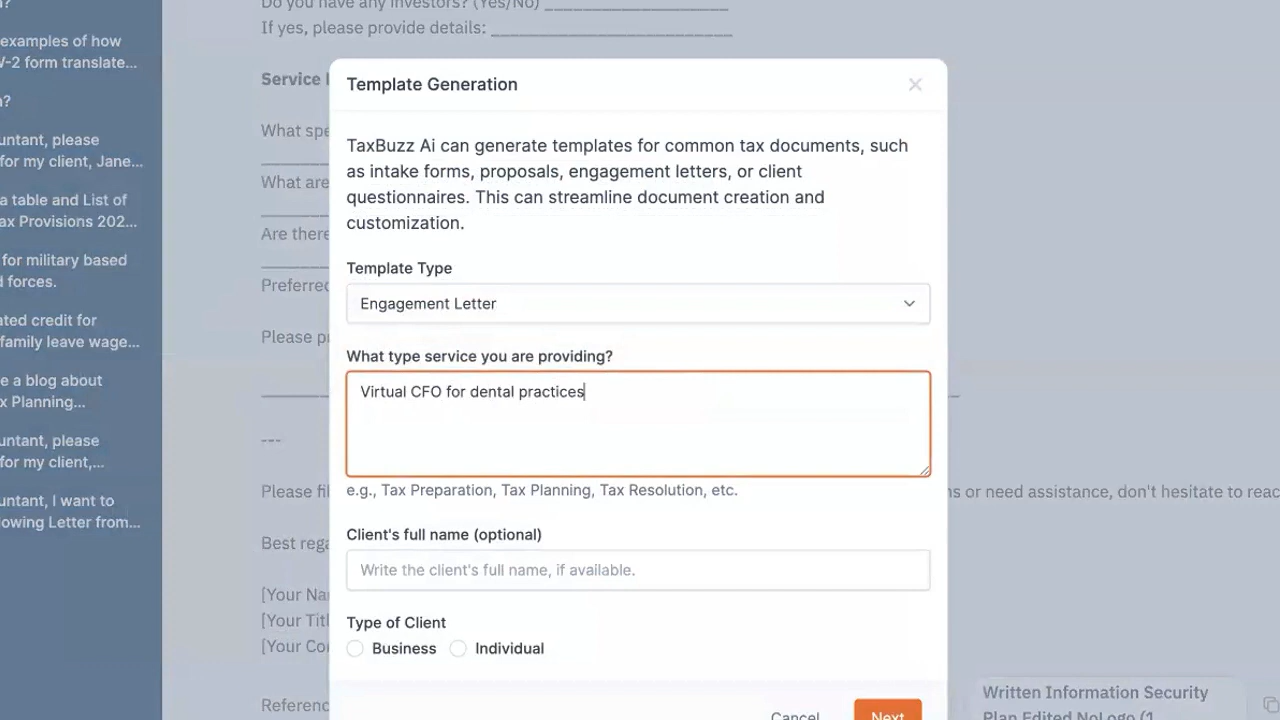 Do you have any investors? (Yes/No) ____________________
If yes, please provide details: __________________________
examples of how
W-2 form translate...
untant, please
for my client, Jane...
a table and List of
ax Provisions 202...
for military based
d forces.
ated credit for
family leave wage...
e a blog about
x Planning...
untant, please
for my client,...
untant, I want to
lowing Letter from...
Service
What spe
What are
Are there
Preferred
Please pr
---
Please fil
ns or need assistance, don't hesitate to reac
Best rega
[Your Na
[Your Titl
[Your Co
Referenc
Template Generation
TaxBuzz Ai can generate templates for common tax documents, such
as intake forms, proposals, engagement letters, or client
questionnaires. This can streamline document creation and
customization.
Template Type
Engagement Letter
What type service you are providing?
Virtual CFO for dental practices
e.g., Tax Preparation, Tax Planning, Tax Resolution, etc.
Client's full name (optional)
Write the client's full name, if available.
Type of Client
Business Individual
Cancel Next
Written Information Security
Plan Edited NoLogo (1